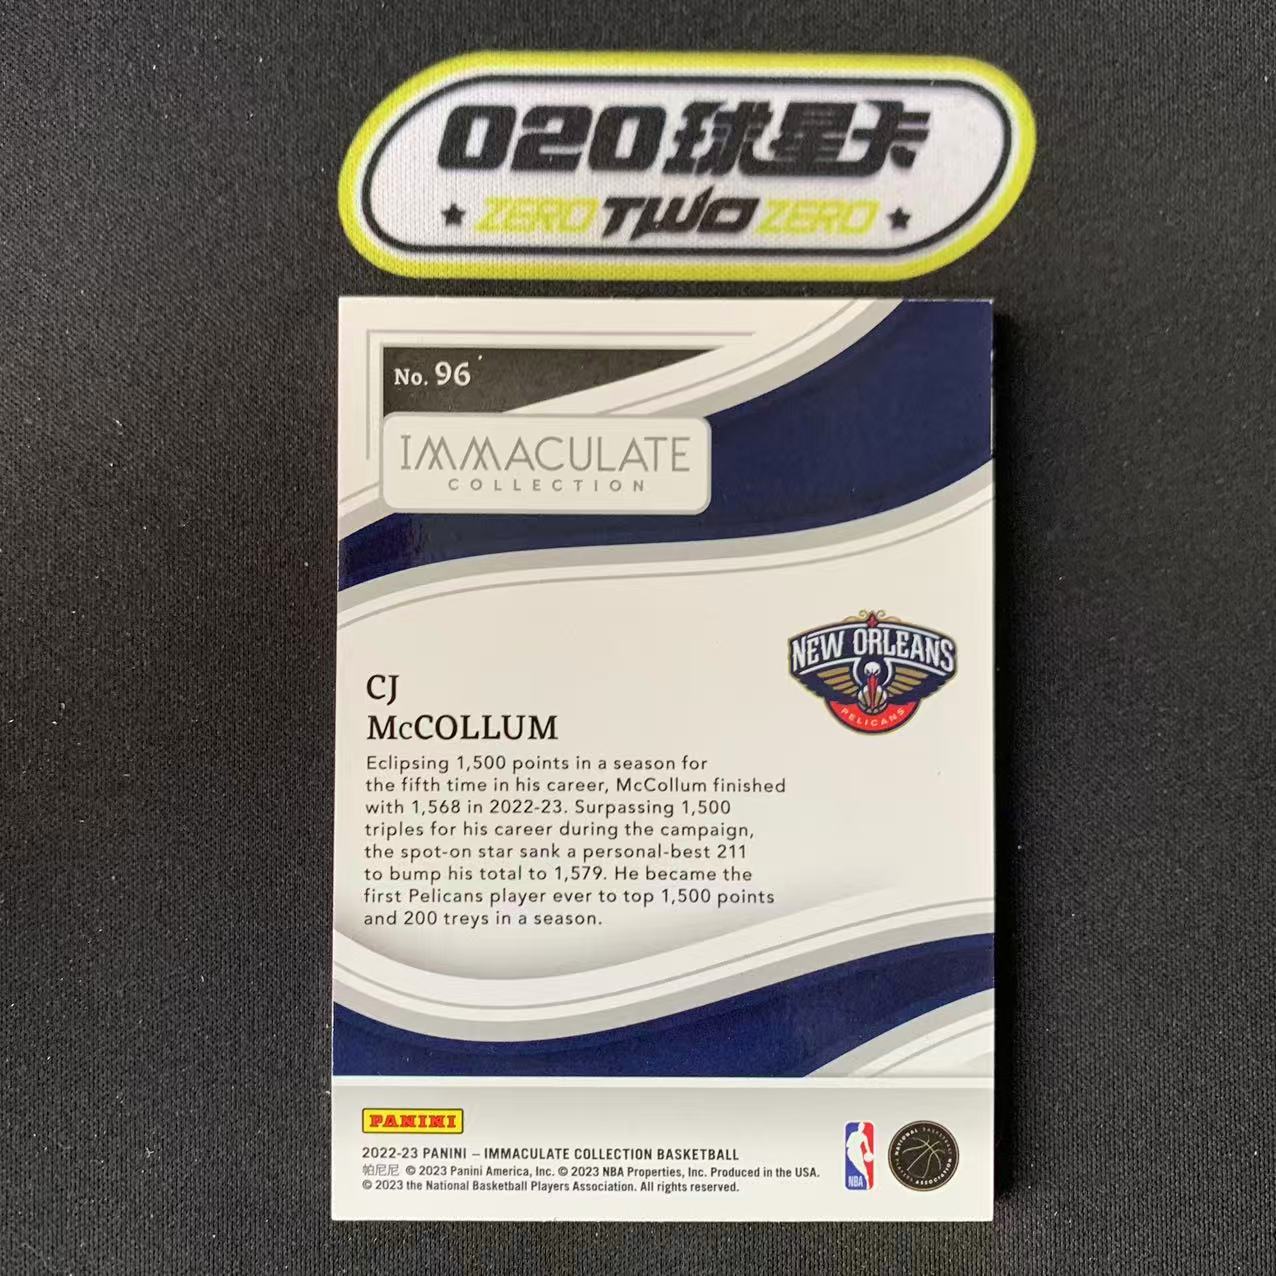 020球星卡
ZERO TWO ZERO
No. 96
IMMACULATE
COLLECTION
NEW ORLEANS
PELICANS
CJ
McCOLLUM
Eclipsing 1,500 points in a season for
the fifth time in his career, McCollum finished
with 1,568 in 2022-23. Surpassing 1,500
triples for his career during the campaign,
the spot-on star sank a personal-best 211
to bump his total to 1,579. He became the
first Pelicans player ever to top 1,500 points
and 200 treys in a season.
PANINI
2022-23 PANINI – IMMACULATE COLLECTION BASKETBALL
帕尼尼 © 2023 Panini America, Inc. © 2023 NBA Properties, Inc. Produced in the USA.
© 2023 the National Basketball Players Association. All rights reserved.
NBA
NATIONAL BASKETBALL
PLAYERS ASSOCIATION